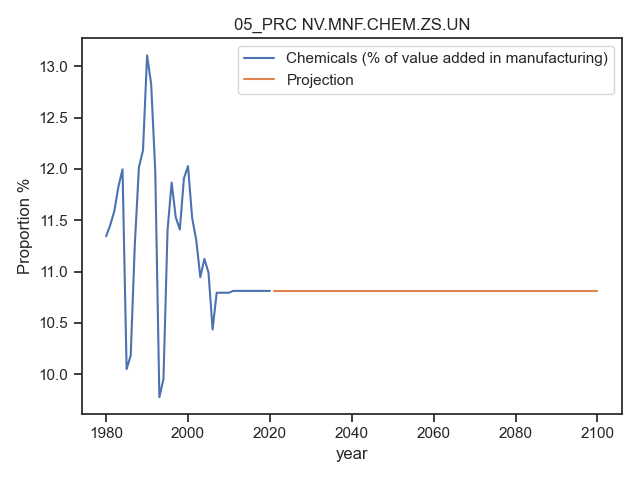 05_PRC NV.MNF.CHEM.ZS.UN
Chemicals (% of value added in manufacturing)
Projection
Proportion %
13.0
12.5
12.0
11.5
11.0
10.5
10.0
1980 2000 2020 2040 2060 2080 2100
year